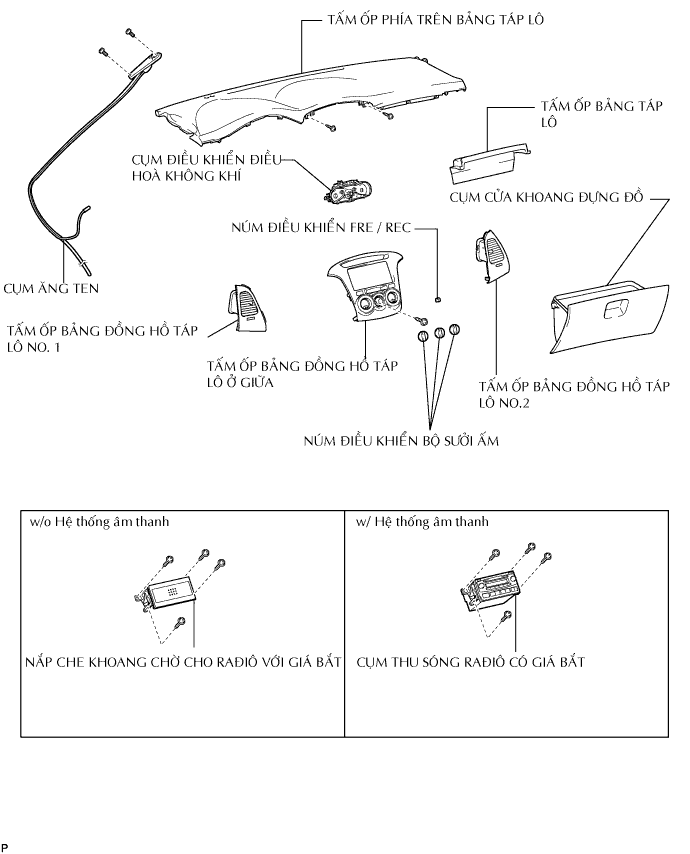 TẤM ỐP PHÍA TRÊN BẢNG TÁP LÔ
TẤM ỐP BẢNG TÁP
LÔ
CỤM ĐIỀU KHIỂN ĐIỀU
HOÀ KHÔNG KHÍ
CỤM CỬA KHOANG ĐỰNG ĐỒ
NÚM ĐIỀU KHIỂN FRE / REC
CỤM ĂNG TEN
TẤM ỐP BẢNG ĐỒNG HỒ TÁP
LÔ NO. 1
TẤM ỐP BẢNG ĐỒNG HỒ TÁP
LÔ Ở GIỮA
TẤM ỐP BẢNG ĐỒNG HỒ TÁP
LÔ NO.2
NÚM ĐIỀU KHIỂN BỘ SƯỞI ẤM
w/o Hệ thống âm thanh
w/ Hệ thống âm thanh
NẮP CHE KHOANG CHỜ CHO RAĐIÔ VỚI GIÁ BẮT
CỤM THU SÓNG RAĐIÔ CÓ GIÁ BẮT
P